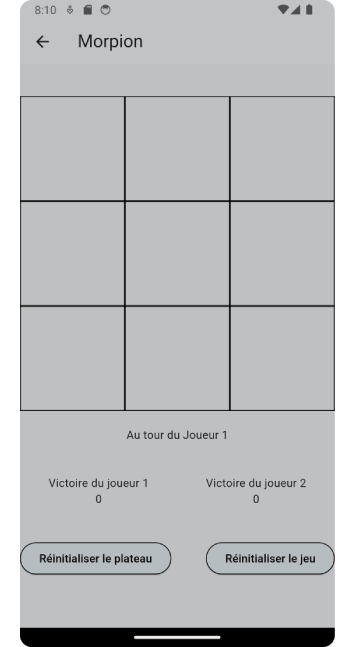 8:10
Morpion
Au tour du Joueur 1
Victoire du joueur 1
0
Victoire du joueur 2
0
Réinitialiser le plateau
Réinitialiser le jeu